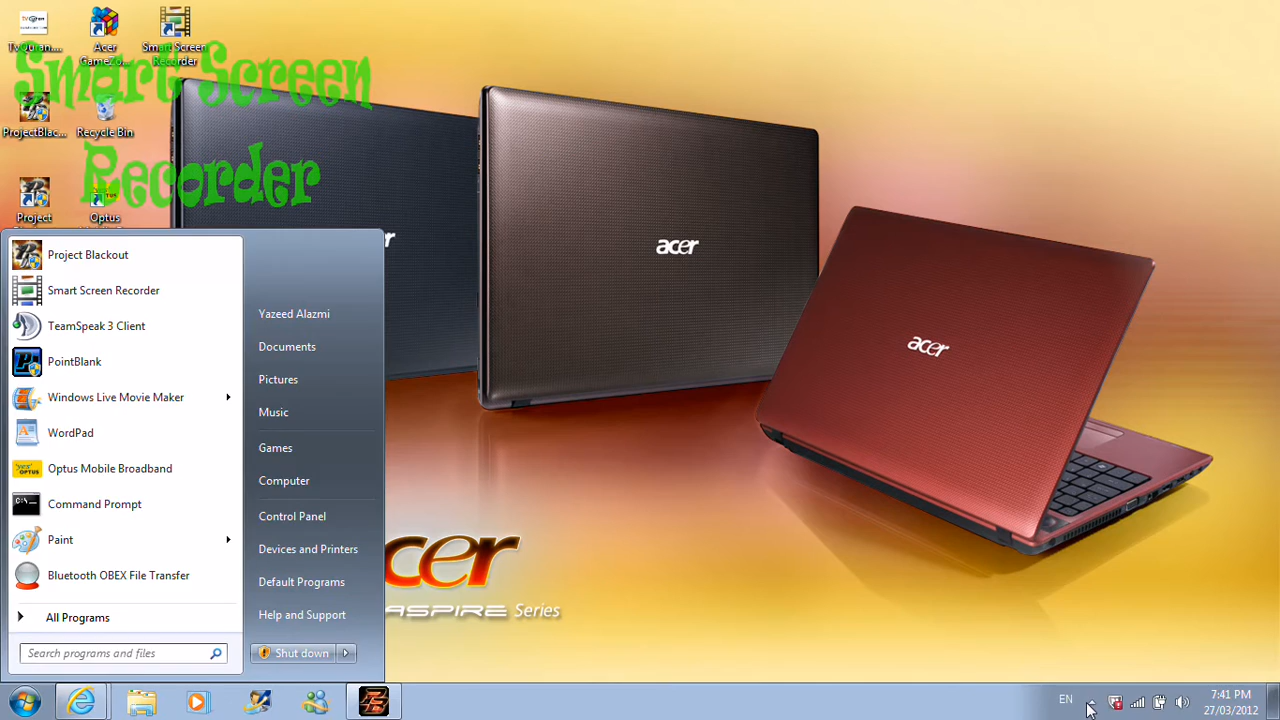 TvQuran....
Acer
GameZo...
Smart Screen
Recorder
Smart Screen
Recorder
ProjectBlac...
Recycle Bin
Project
Optus
Project Blackout
Smart Screen Recorder
TeamSpeak 3 Client
PointBlank
Windows Live Movie Maker
WordPad
Optus Mobile Broadband
Command Prompt
Paint
Bluetooth OBEX File Transfer
All Programs
Search programs and files
Yazeed Alazmi
Documents
Pictures
Music
Games
Computer
Control Panel
Devices and Printers
Default Programs
Help and Support
Shut down
acer
acer
cer
ASPIRE Series
EN
7:41 PM
27/03/2012